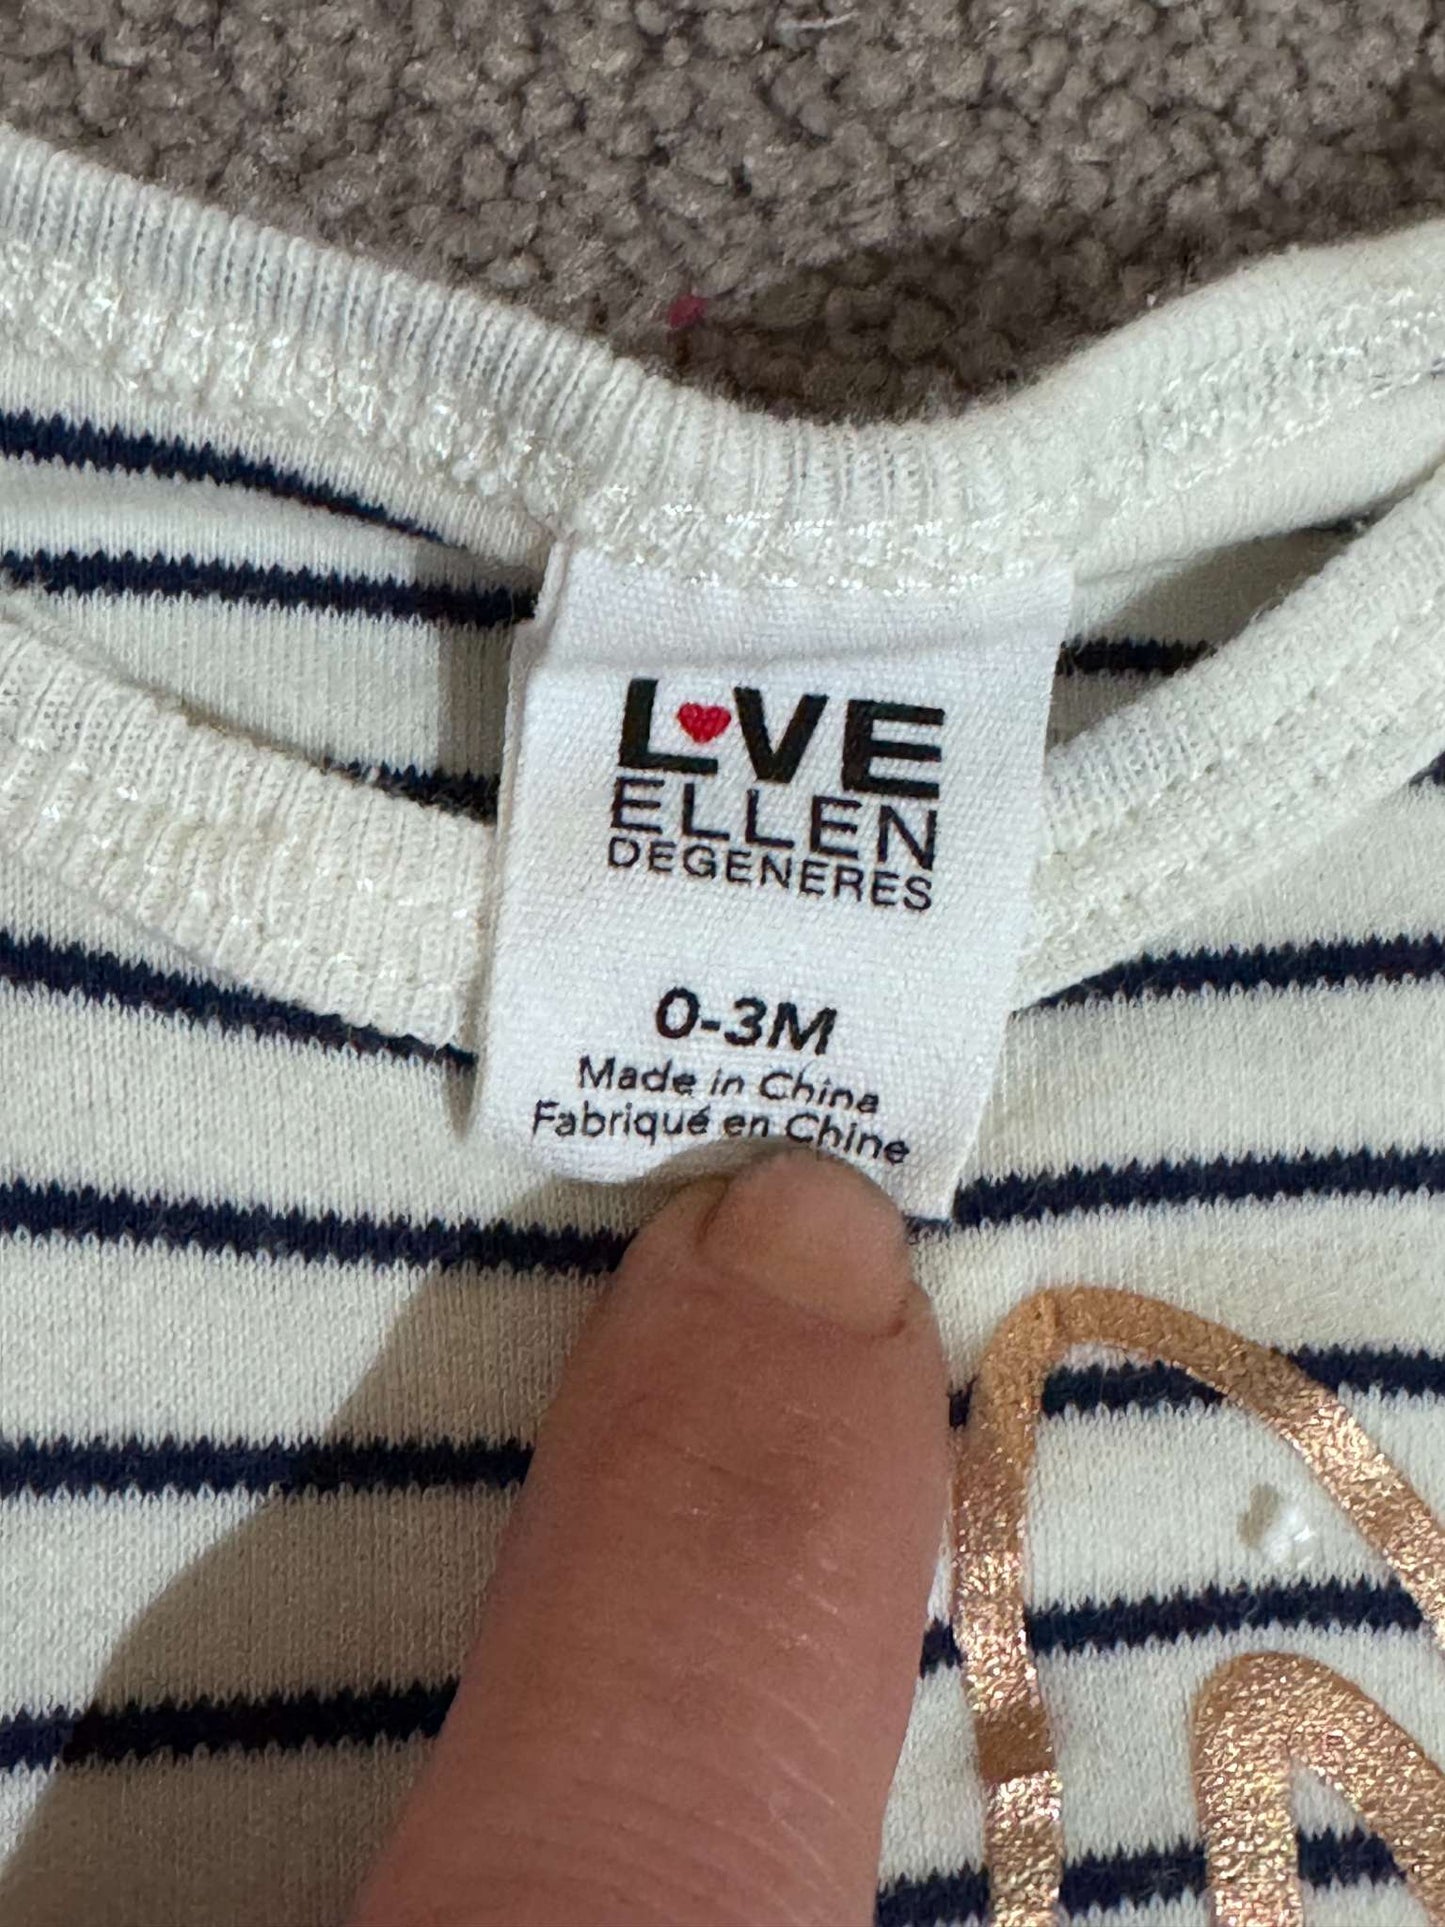 L♥VE
ELLEN
DEGENERES
0-3M
Made in China
Fabriqué en Chine